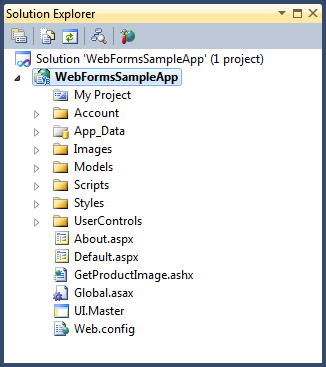 Solution Explorer
Solution 'WebFormsSampleApp' (1 project)
WebFormsSampleApp
My Project
Account
App_Data
Images
Models
Scripts
Styles
UserControls
About.aspx
Default.aspx
GetProductImage.ashx
Global.asax
UI.Master
Web.config